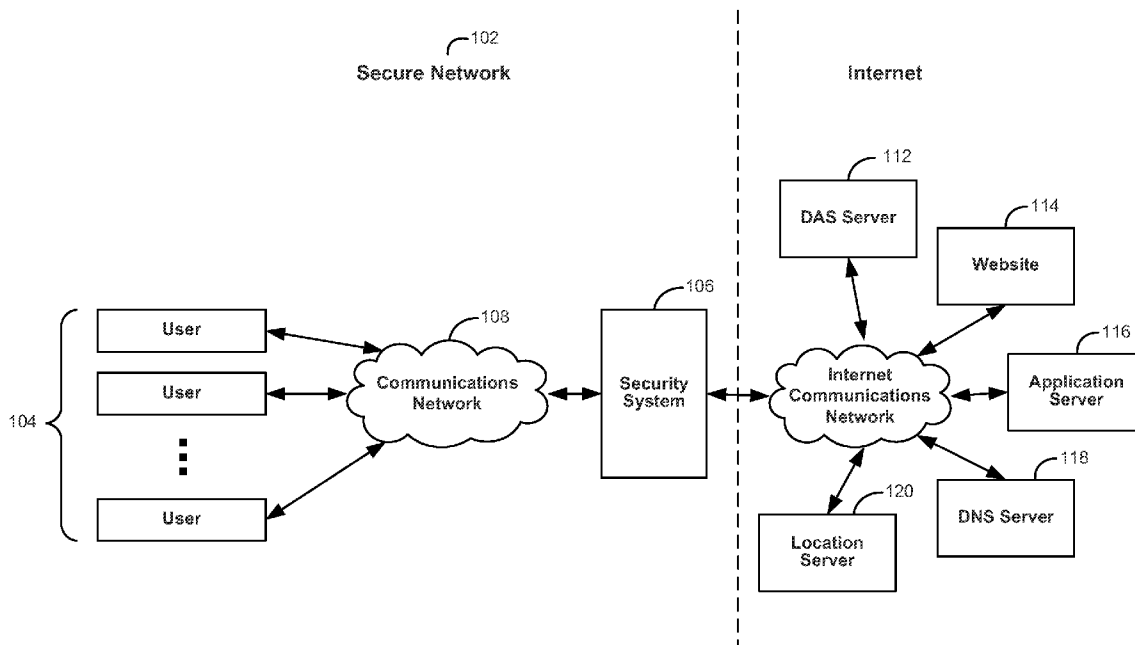 102
Secure Network
Internet
112
DAS Server
114
Website
106
Security
System
108
Communications
Network
104
User
User
User
Internet
Communications
Network
116
Application
Server
118
DNS Server
120
Location
Server